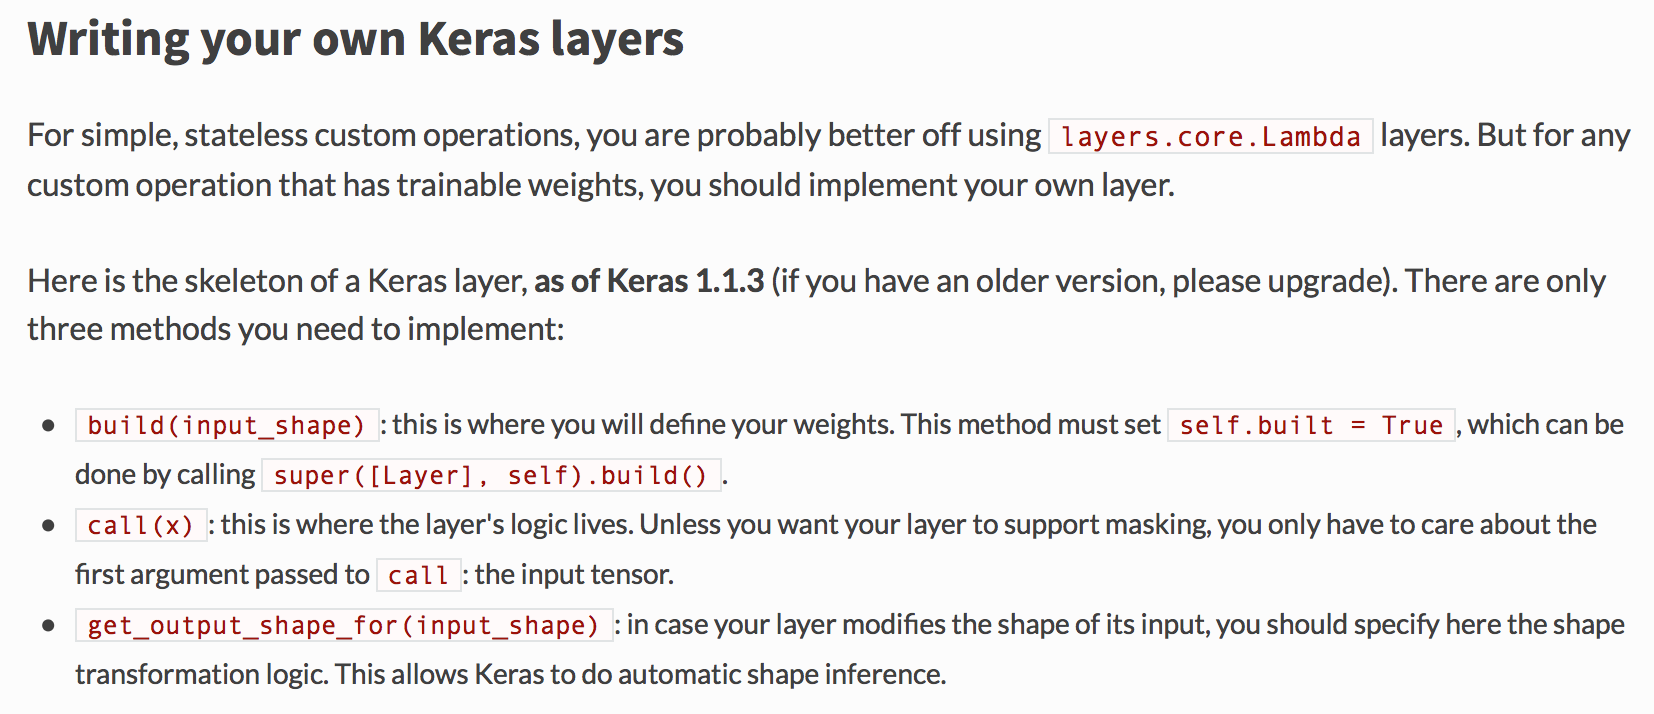 Writing your own Keras layers
For simple, stateless custom operations, you are probably better off using layers.core.Lambda layers. But for any
custom operation that has trainable weights, you should implement your own layer.
Here is the skeleton of a Keras layer, as of Keras 1.1.3 (if you have an older version, please upgrade). There are only
three methods you need to implement:
• build(input_shape) : this is where you will define your weights. This method must set self.built = True , which can be
done by calling super([Layer], self).build() .
• call(x) : this is where the layer's logic lives. Unless you want your layer to support masking, you only have to care about the
first argument passed to call : the input tensor.
• get_output_shape_for(input_shape) : in case your layer modifies the shape of its input, you should specify here the shape
transformation logic. This allows Keras to do automatic shape inference.